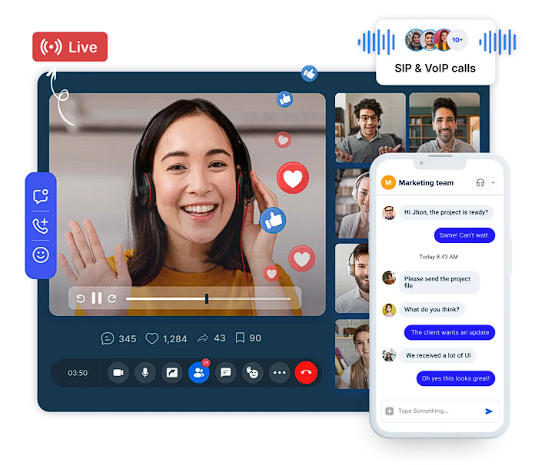 Live
10+
SIP & VoIP calls
M Marketing team
Hi Jhon, the project is ready?
Same! Can't wait.
Today 8:43 AM
Please send the project
file
What do you think?
The client wants an update
We received a lot of Ui
Oh yes this looks great!
Type Something...
345
1,284
43
90
03:50